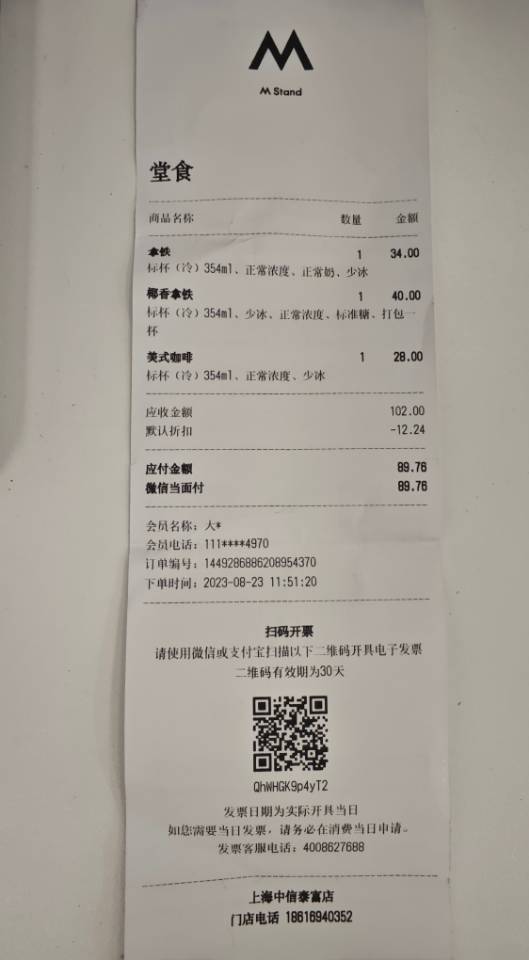 M Stand
堂食
商品名称 数量 金额
拿铁 1 34.00
标杯（冷）354ml、正常浓度、正常奶、少冰
椰香拿铁 1 40.00
标杯（冷）354ml、少冰、正常浓度、标准糖、打包一
杯
美式咖啡 1 28.00
标杯（冷）354ml、正常浓度、少冰
应收金额 102.00
默认折扣 -12.24
应付金额 89.76
微信当面付 89.76
会员名称：大*
会员电话：111****4970
订单编号：1449286886208954370
下单时间：2023-08-23 11:51:20
扫码开票
请使用微信或支付宝扫描以下二维码开具电子发票
二维码有效期为30天
QhWHGK9p4yT2
发票日期为实际开具当日
如您需要当日发票，请务必在消费当日申请。
发票客服电话：4008627688
上海中信泰富店
门店电话 18616940352